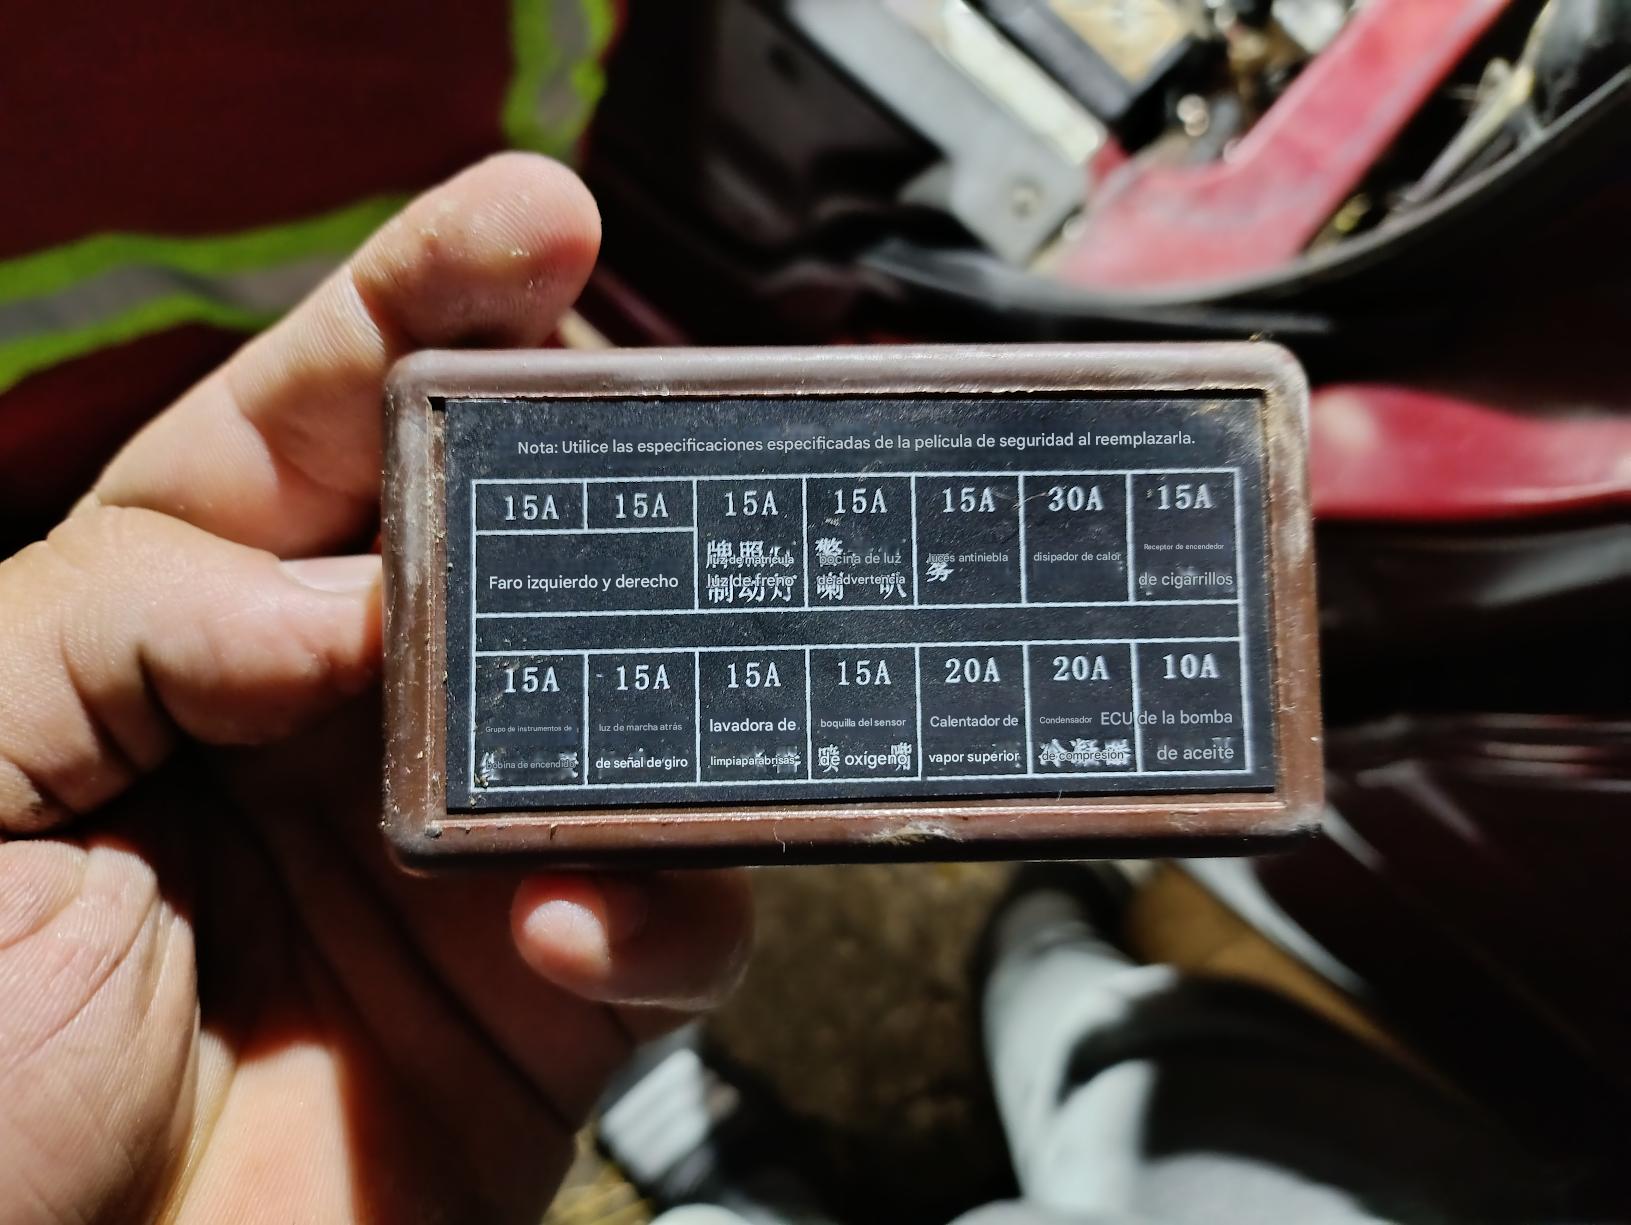 Nota: Utilice las especificaciones especificadas de la película de seguridad al reemplazarla.
15A 15A 15A 15A 15A 30A 15A
Faro izquierdo y derecho
牌照 luz de matrícula
制动灯 luz de freno
警 bocina de luz
喇叭 de advertencia
luces antiniebla
雾
disipador de calor
Receptor de encendedor
de cigarrillos
15A 15A 15A 15A 20A 20A 10A
Grupo de instrumentos de
bobina de encendido
luz de marcha atrás
de señal de giro
lavadora de
limpiaparabrisas
boquilla del sensor
喷 嘴 de oxígeno
Calentador de
vapor superior
Condensador
de compresión
ECU de la bomba
de aceite